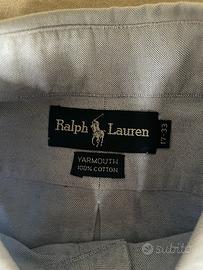 Ralph Lauren
YARMOUTH
100% COTTON
17-33
subito